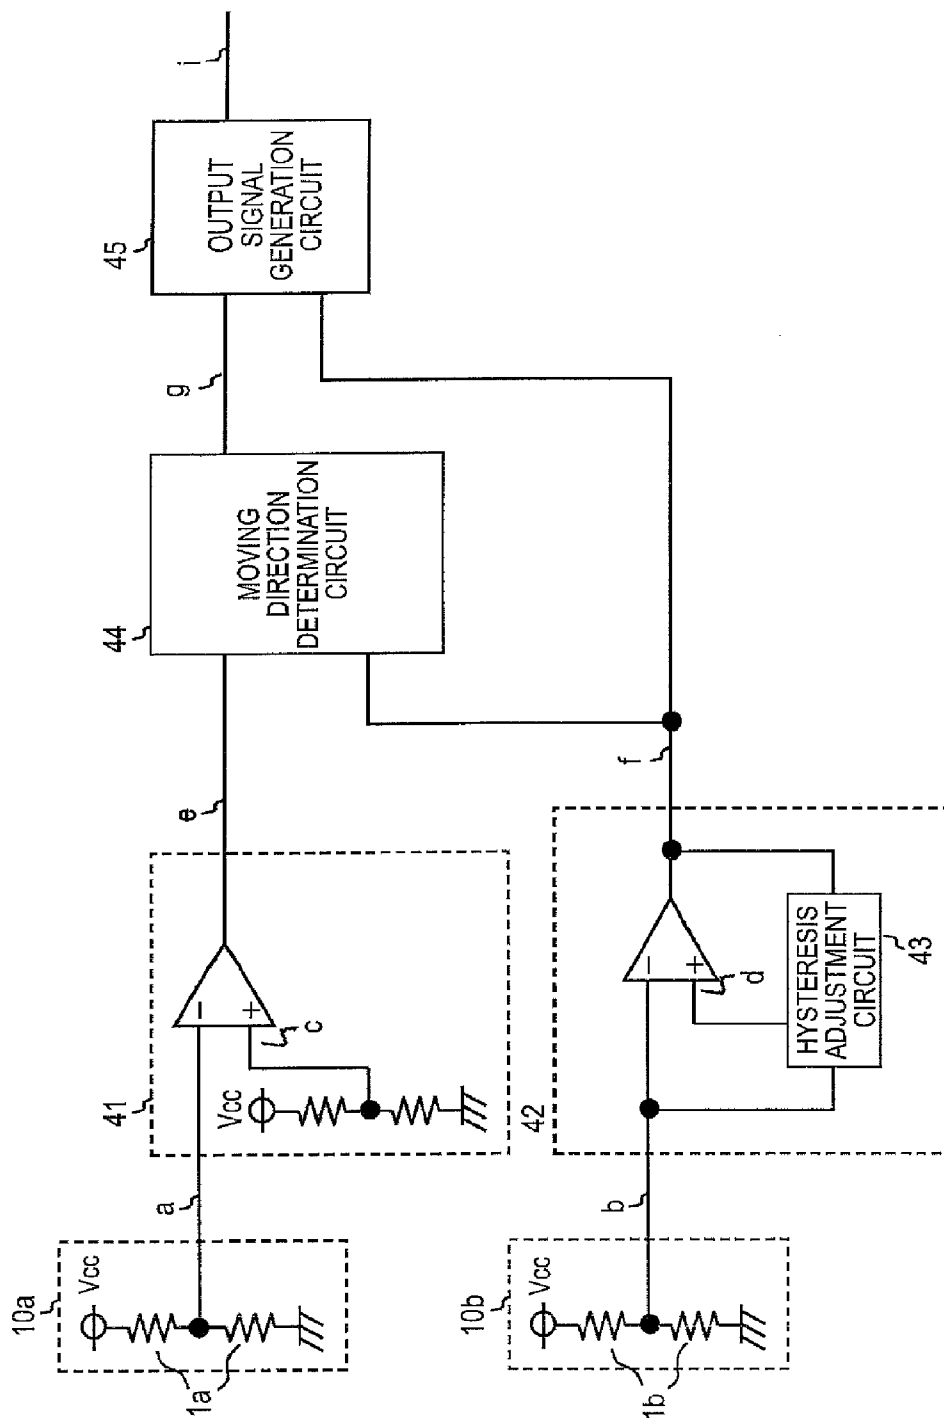 10a
Vcc
1a
a
41
Vcc
−
+
c
e
44
MOVING
DIRECTION
DETERMINATION
CIRCUIT
g
45
OUTPUT
SIGNAL
GENERATION
CIRCUIT
i
10b
Vcc
1b
b
42
−
+
d
HYSTERESIS
ADJUSTMENT
CIRCUIT
43
f